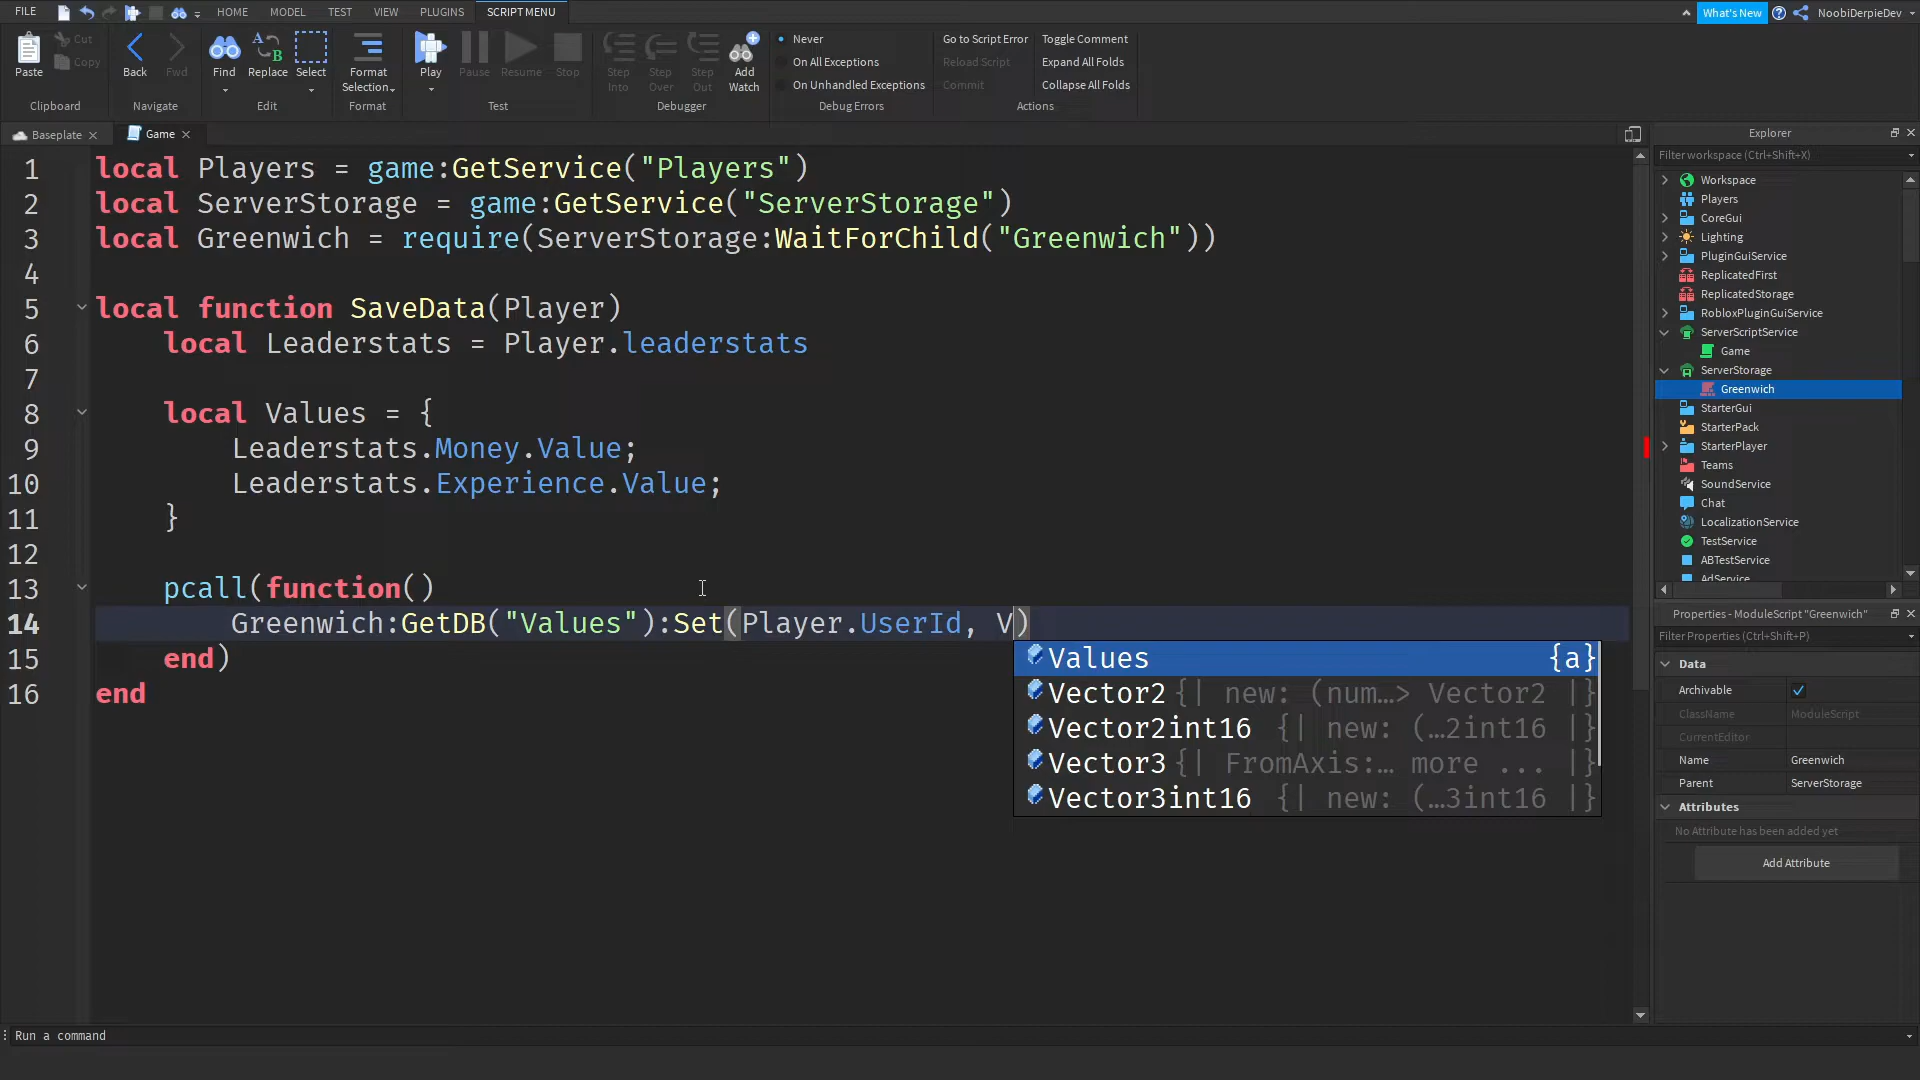 FILE HOME MODEL TEST VIEW PLUGINS SCRIPT MENU What's New NoobiDerpieDev
Paste Cut Copy Back Fwd Find Replace Select Format Selection Play Pause Resume Stop Step Into Step Over Step Out Add Watch
Never
On All Exceptions
On Unhandled Exceptions
Go to Script Error
Reload Script
Commit
Toggle Comment
Expand All Folds
Collapse All Folds
Clipboard Navigate Edit Format Test Debugger Debug Errors Actions
Baseplate Game
1 local Players = game:GetService("Players")
2 local ServerStorage = game:GetService("ServerStorage")
3 local Greenwich = require(ServerStorage:WaitForChild("Greenwich"))
4
5 local function SaveData(Player)
6 local Leaderstats = Player.leaderstats
7
8 local Values = {
9 Leaderstats.Money.Value;
10 Leaderstats.Experience.Value;
11 }
12
13 pcall(function()
14 Greenwich:GetDB("Values"):Set(Player.UserId, V)
15 end)
16 end
Values {a}
Vector2 {| new: (num…> Vector2 |}
Vector2int16 {| new: (…2int16 |}
Vector3 {| FromAxis:… more ... |}
Vector3int16 {| new: (…3int16 |}
Explorer
Filter workspace (Ctrl+Shift+X)
Workspace
Players
CoreGui
Lighting
PluginGuiService
ReplicatedFirst
ReplicatedStorage
RobloxPluginGuiService
ServerScriptService
Game
ServerStorage
Greenwich
StarterGui
StarterPack
StarterPlayer
Teams
SoundService
Chat
LocalizationService
TestService
ABTestService
AdService
Properties - ModuleScript "Greenwich"
Filter Properties (Ctrl+Shift+P)
Data
Archivable
ClassName ModuleScript
CurrentEditor
Name Greenwich
Parent ServerStorage
Attributes
No Attribute has been added yet
Add Attribute
Run a command